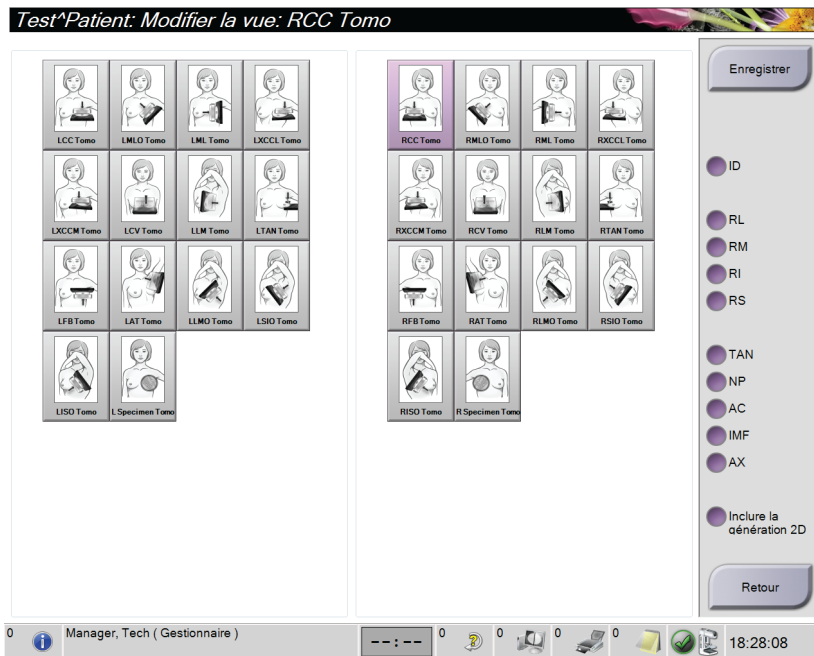 Test^Patient: Modifier la vue: RCC Tomo
LCC Tomo LMLO Tomo LML Tomo LXCCL Tomo
LXCCM Tomo LCV Tomo LLM Tomo LTAN Tomo
LFB Tomo LAT Tomo LLMO Tomo LSIO Tomo
LISO Tomo L Specimen Tomo
RCC Tomo RMLO Tomo RML Tomo RXCCL Tomo
RXCCM Tomo RCV Tomo RLM Tomo RTAN Tomo
RFB Tomo RAT Tomo RLMO Tomo RSIO Tomo
RISO Tomo R Specimen Tomo
Enregistrer
ID
RL
RM
RI
RS
TAN
NP
AC
IMF
AX
Inclure la
génération 2D
Retour
0 Manager, Tech ( Gestionnaire ) --:-- 0 0 0 0 18:28:08